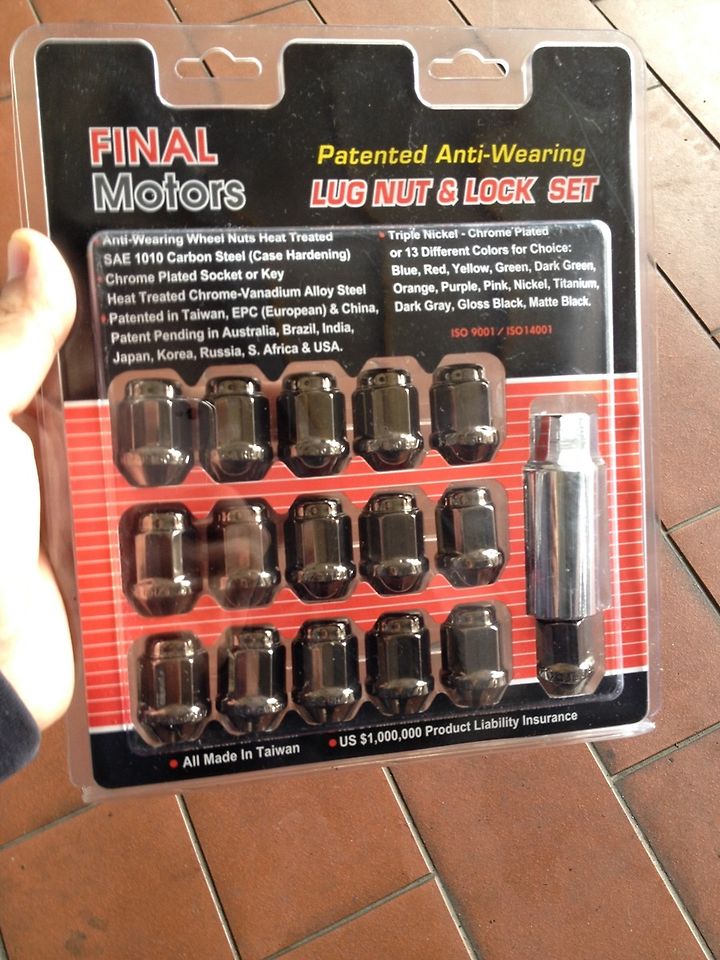 FINAL
Motors
Patented Anti-Wearing
LUG NUT & LOCK SET
Anti-Wearing Wheel Nuts Heat Treated
SAE 1010 Carbon Steel (Case Hardening)
• Chrome Plated Socket or Key
Heat Treated Chrome-Vanadium Alloy Steel
• Patented in Taiwan, EPC (European) & China,
Patent Pending in Australia, Brazil, India,
Japan, Korea, Russia, S. Africa & USA.
• Triple Nickel - Chrome Plated
or 13 Different Colors for Choice:
Blue, Red, Yellow, Green, Dark Green,
Orange, Purple, Pink, Nickel, Titanium,
Dark Gray, Gloss Black, Matte Black.
ISO 9001 / ISO14001
• All Made In Taiwan
• US $1,000,000 Product Liability Insurance